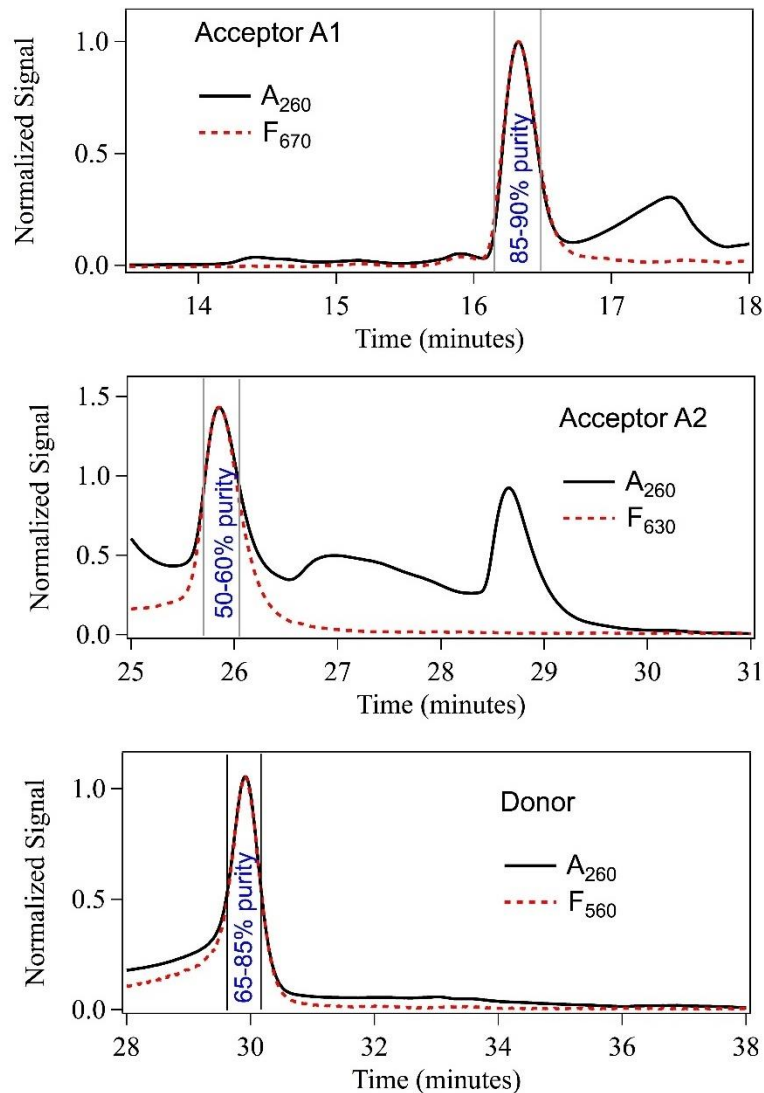 Acceptor A1
A260
F670
Normalized Signal
1.0
0.5
0.0
85-90% purity
14 15 16 17 18
Time (minutes)
Acceptor A2
A260
F630
Normalized Signal
1.5
1.0
0.5
0.0
50-60% purity
25 26 27 28 29 30 31
Time (minutes)
Donor
A260
F560
Normalized Signal
1.0
0.5
0.0
65-85% purity
28 30 32 34 36 38
Time (minutes)